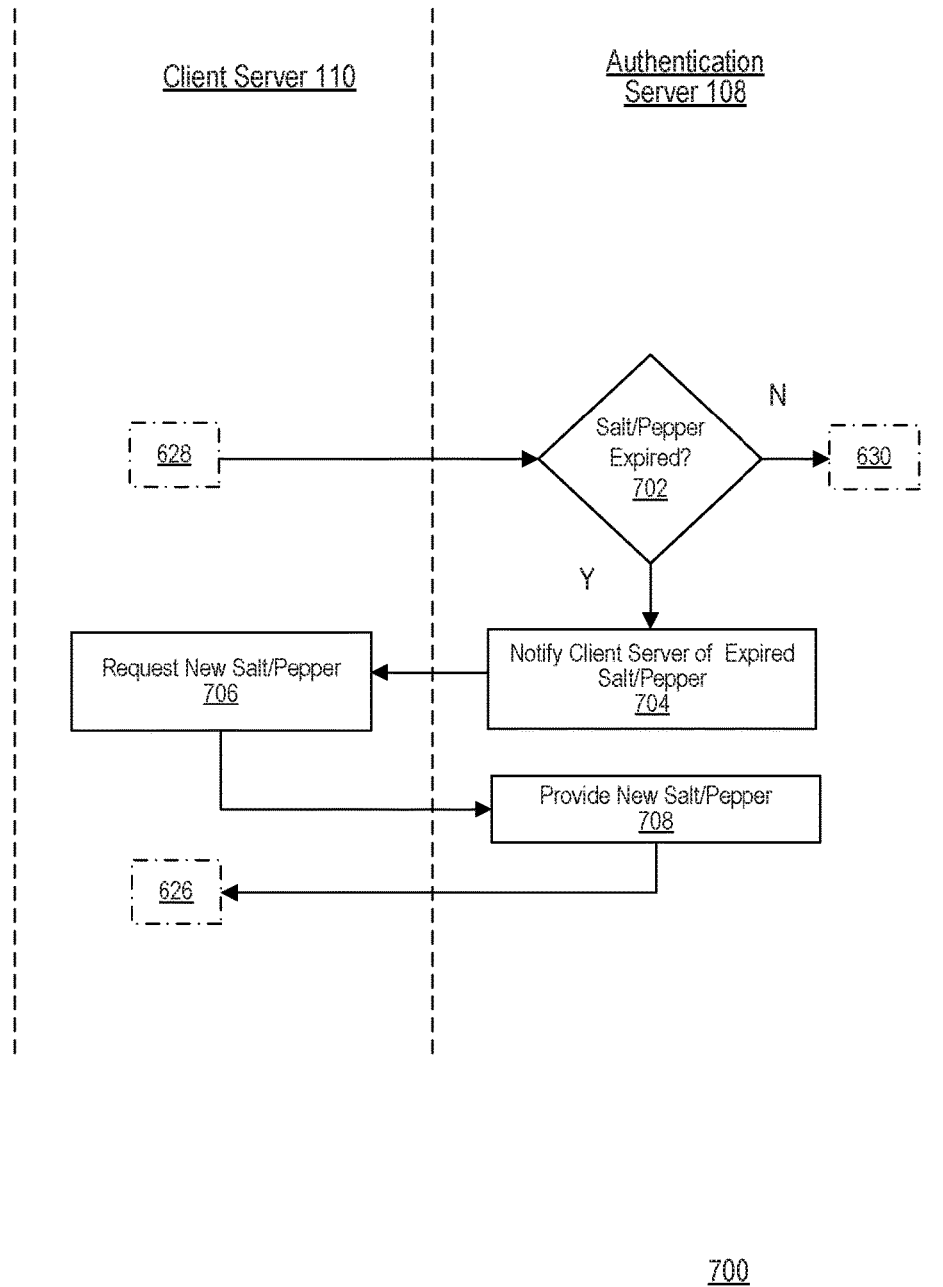 Client Server 110
Authentication
Server 108
N
628
Salt/Pepper
Expired?
702
630
Y
Request New Salt/Pepper
706
Notify Client Server of Expired
Salt/Pepper
704
Provide New Salt/Pepper
708
626
700